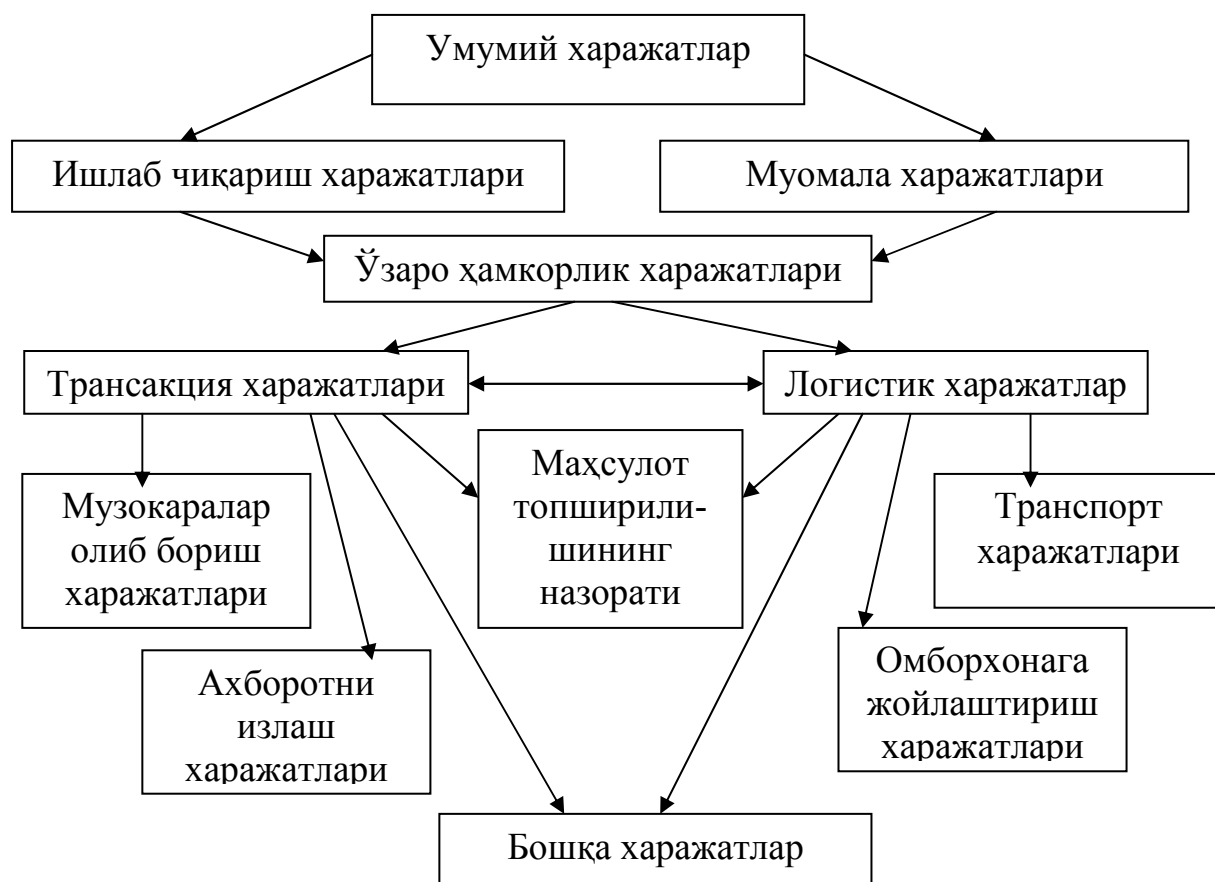 Умумий харажатлар
Ишлаб чиқариш харажатлари
Муомала харажатлари
Ўзаро ҳамкорлик харажатлари
Трансакция харажатлари
Логистик харажатлар
Музокаралар
олиб бориш
харажатлари
Маҳсулот
топширили-
шининг
назорати
Транспорт
харажатлари
Ахборотни
излаш
харажатлари
Омборхонага
жойлаштириш
харажатлари
Бошқа харажатлар